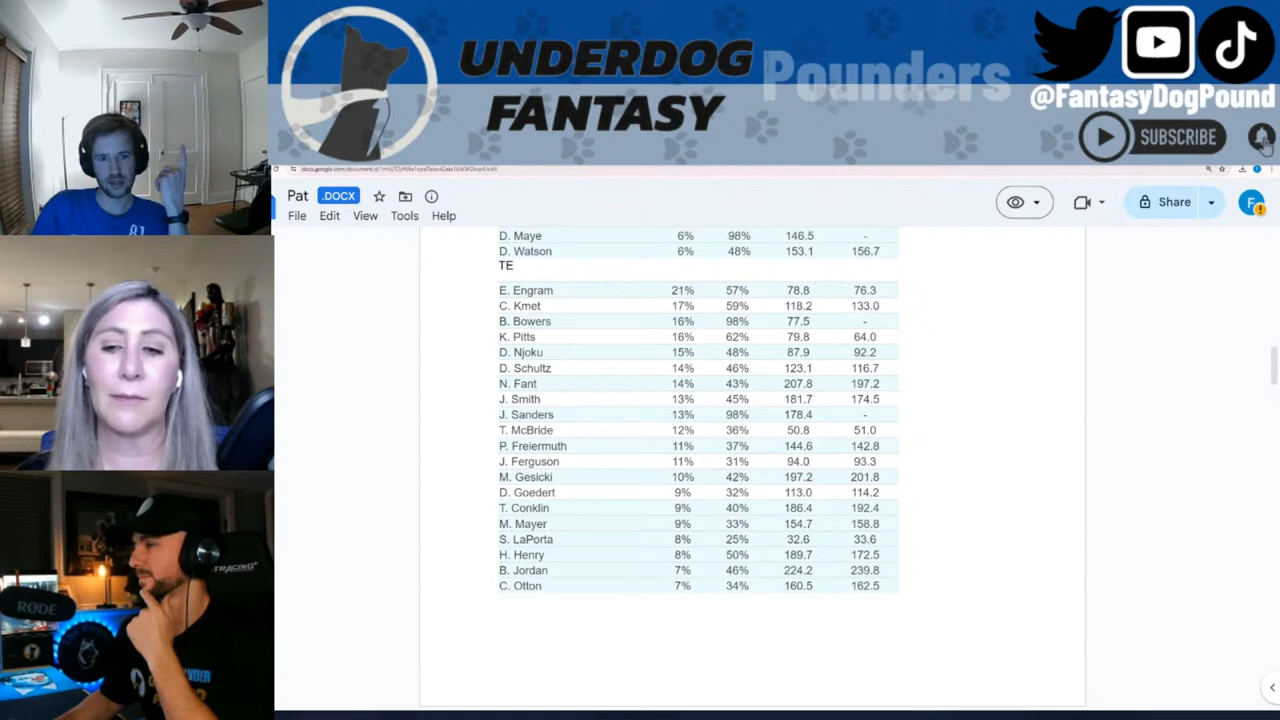 UNDERDOG
FANTASY
Pounders
@FantasyDogPound
SUBSCRIBE
Pat .DOCX
File Edit View Tools Help
Share
F
D. Maye 6% 98% 146.5 -
D. Watson 6% 48% 153.1 156.7
TE
E. Engram 21% 57% 78.8 76.3
C. Kmet 17% 59% 118.2 133.0
B. Bowers 16% 98% 77.5 -
K. Pitts 16% 62% 79.8 64.0
D. Njoku 15% 48% 87.9 92.2
D. Schultz 14% 46% 123.1 116.7
N. Fant 14% 43% 207.8 197.2
J. Smith 13% 45% 181.7 174.5
J. Sanders 13% 98% 178.4 -
T. McBride 12% 36% 50.8 51.0
P. Freiermuth 11% 37% 144.6 142.8
J. Ferguson 11% 31% 94.0 93.3
M. Gesicki 10% 42% 197.2 201.8
D. Goedert 9% 32% 113.0 114.2
T. Conklin 9% 40% 186.4 192.4
M. Mayer 9% 33% 154.7 158.8
S. LaPorta 8% 25% 32.6 33.6
H. Henry 8% 50% 189.7 172.5
B. Jordan 7% 46% 224.2 239.8
C. Otton 7% 34% 160.5 162.5
RØDE